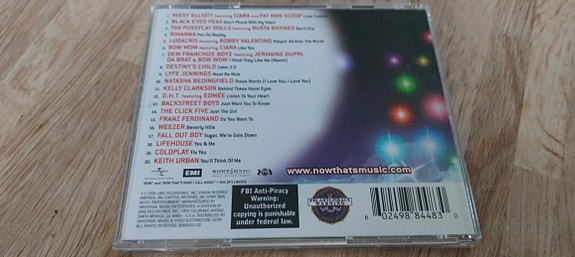 1. MISSY ELLIOTT featuring CIARA and FAT MAN SCOOP Lose Control
2. BLACK EYED PEAS Don't Phunk With My Heart
3. THE PUSSYCAT DOLLS featuring BUSTA RHYMES Don't Cha
4. RIHANNA Pon De Replay
5. LUDACRIS featuring BOBBY VALENTINO Pimpin' All Over The World
6. BOW WOW featuring CIARA Like You
7. DEM FRANCHIZE BOYZ featuring JERMAINE DUPRI,
DA BRAT & BOW WOW I Think They Like Me (Remix)
8. DESTINY'S CHILD Cater 2 U
9. LYFE JENNINGS Must Be Nice
10. NATASHA BEDINGFIELD These Words (I Love You, I Love You)
11. KELLY CLARKSON Behind These Hazel Eyes
12. D.H.T. featuring EDMÉE Listen To Your Heart
13. BACKSTREET BOYS Just Want You To Know
14. THE CLICK FIVE Just The Girl
15. FRANZ FERDINAND Do You Want To
16. WEEZER Beverly Hills
17. FALL OUT BOY Sugar, We're Goin Down
18. LIFEHOUSE You & Me
19. COLDPLAY Fix You
20. KEITH URBAN You'll Think Of Me
www.nowthatsmusic.com
UNIVERSAL EMI SONY BMG
FBI Anti-Piracy
Warning:
Unauthorized
copying is punishable
under federal law.
6 02498 84483 0